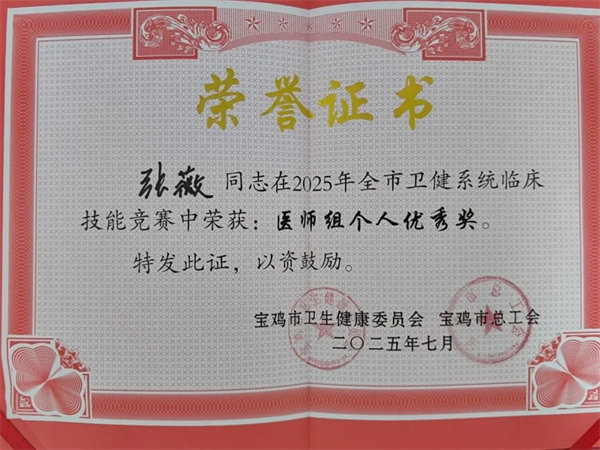 荣誉证书
张薇 同志在2025年全市卫健系统临床
技能竞赛中荣获：医师组个人优秀奖。
特发此证，以资鼓励。
宝鸡市卫生健康委员会 宝鸡市总工会
二〇二五年七月